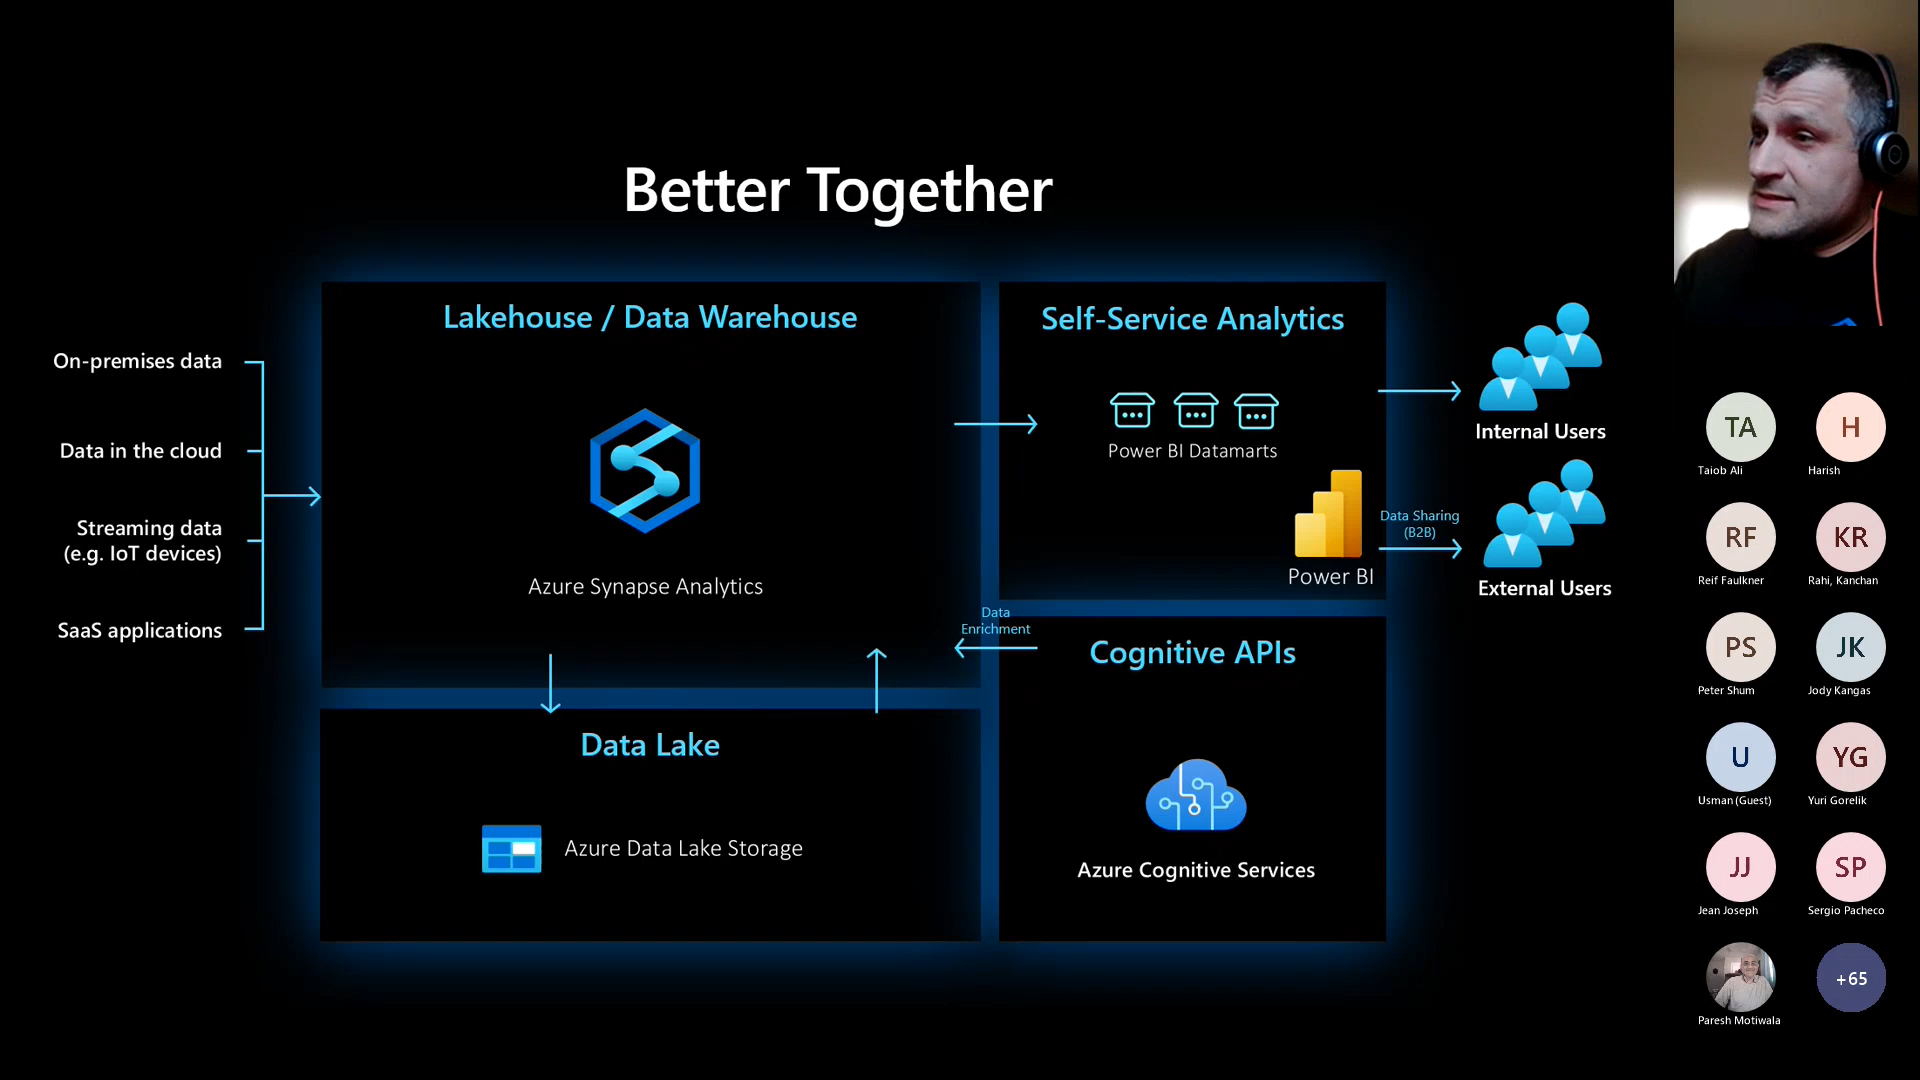 Better Together
On-premises data
Data in the cloud
Streaming data
(e.g. IoT devices)
SaaS applications
Lakehouse / Data Warehouse
Azure Synapse Analytics
Data Lake
Azure Data Lake Storage
Self-Service Analytics
Power BI Datamarts
Power BI
Data
Enrichment
Cognitive APIs
Azure Cognitive Services
Internal Users
Data Sharing
(B2B)
External Users
TA
Taiob Ali
H
Harish
RF
Reif Faulkner
KR
Rahi, Kanchan
PS
Peter Shum
JK
Jody Kangas
U
Usman (Guest)
YG
Yuri Gorelik
JJ
Jean Joseph
SP
Sergio Pacheco
Paresh Motiwala
+65